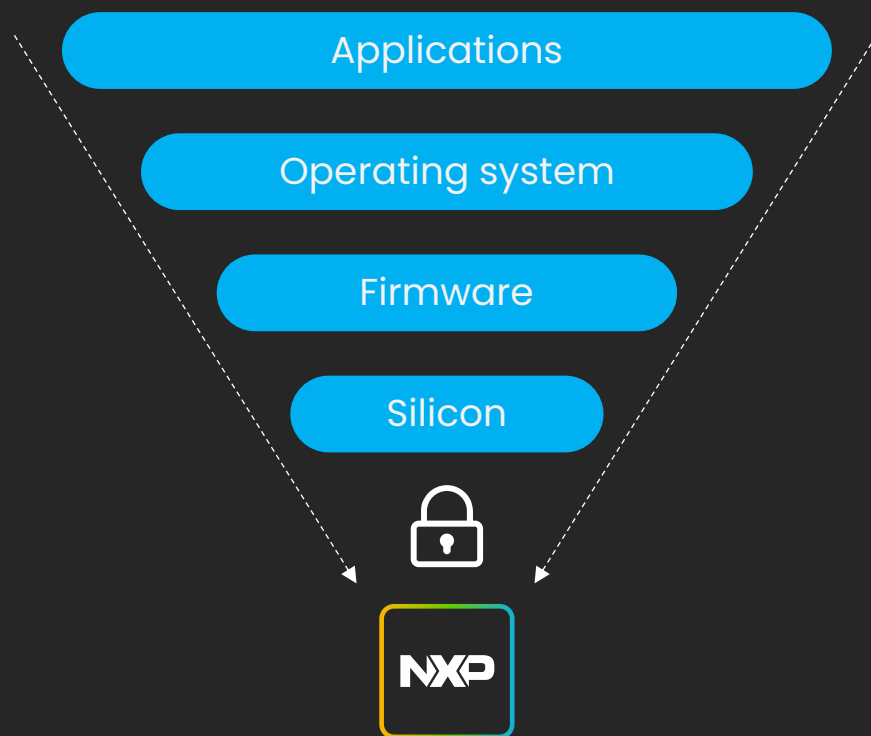 Applications
Operating system
Firmware
Silicon
NXP